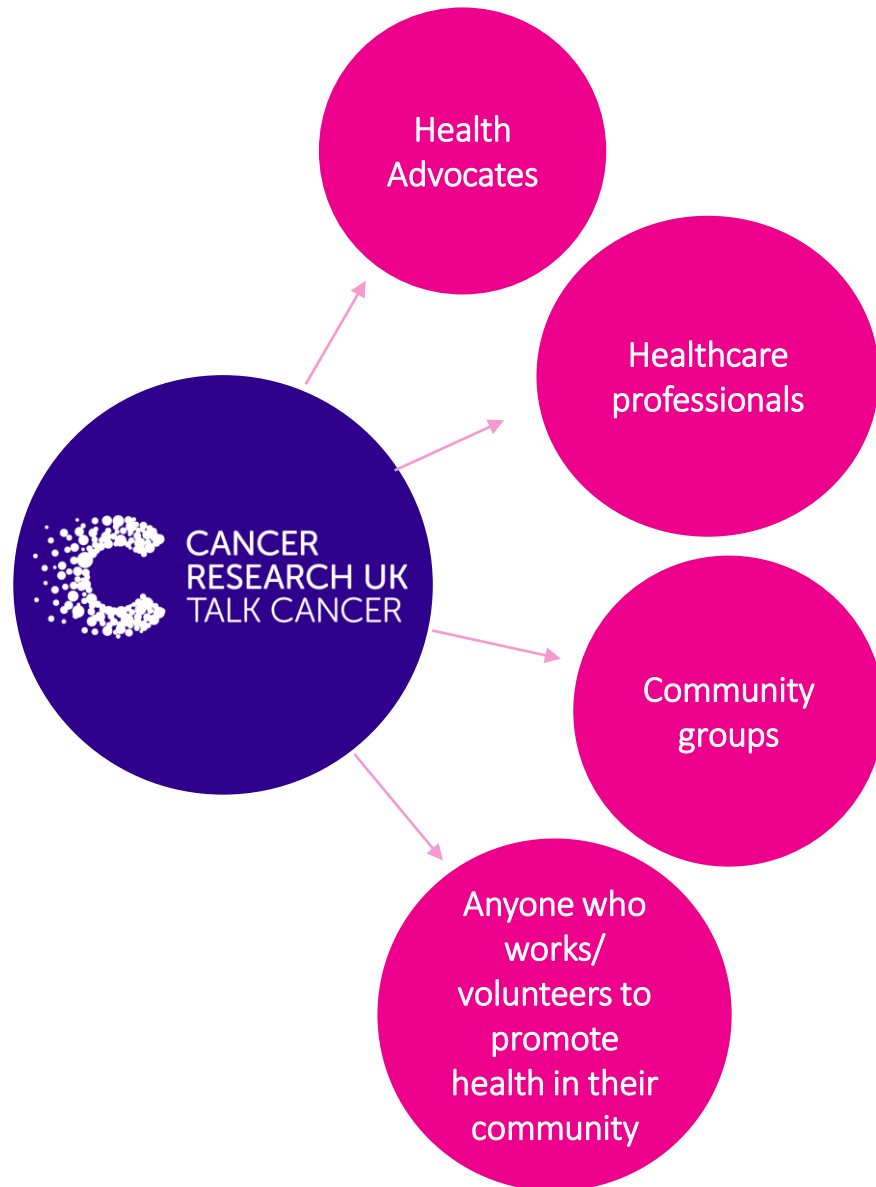 Health
Advocates
Healthcare
professionals
CANCER
RESEARCH UK
TALK CANCER
Community
groups
Anyone who
works/
volunteers to
promote
health in their
community